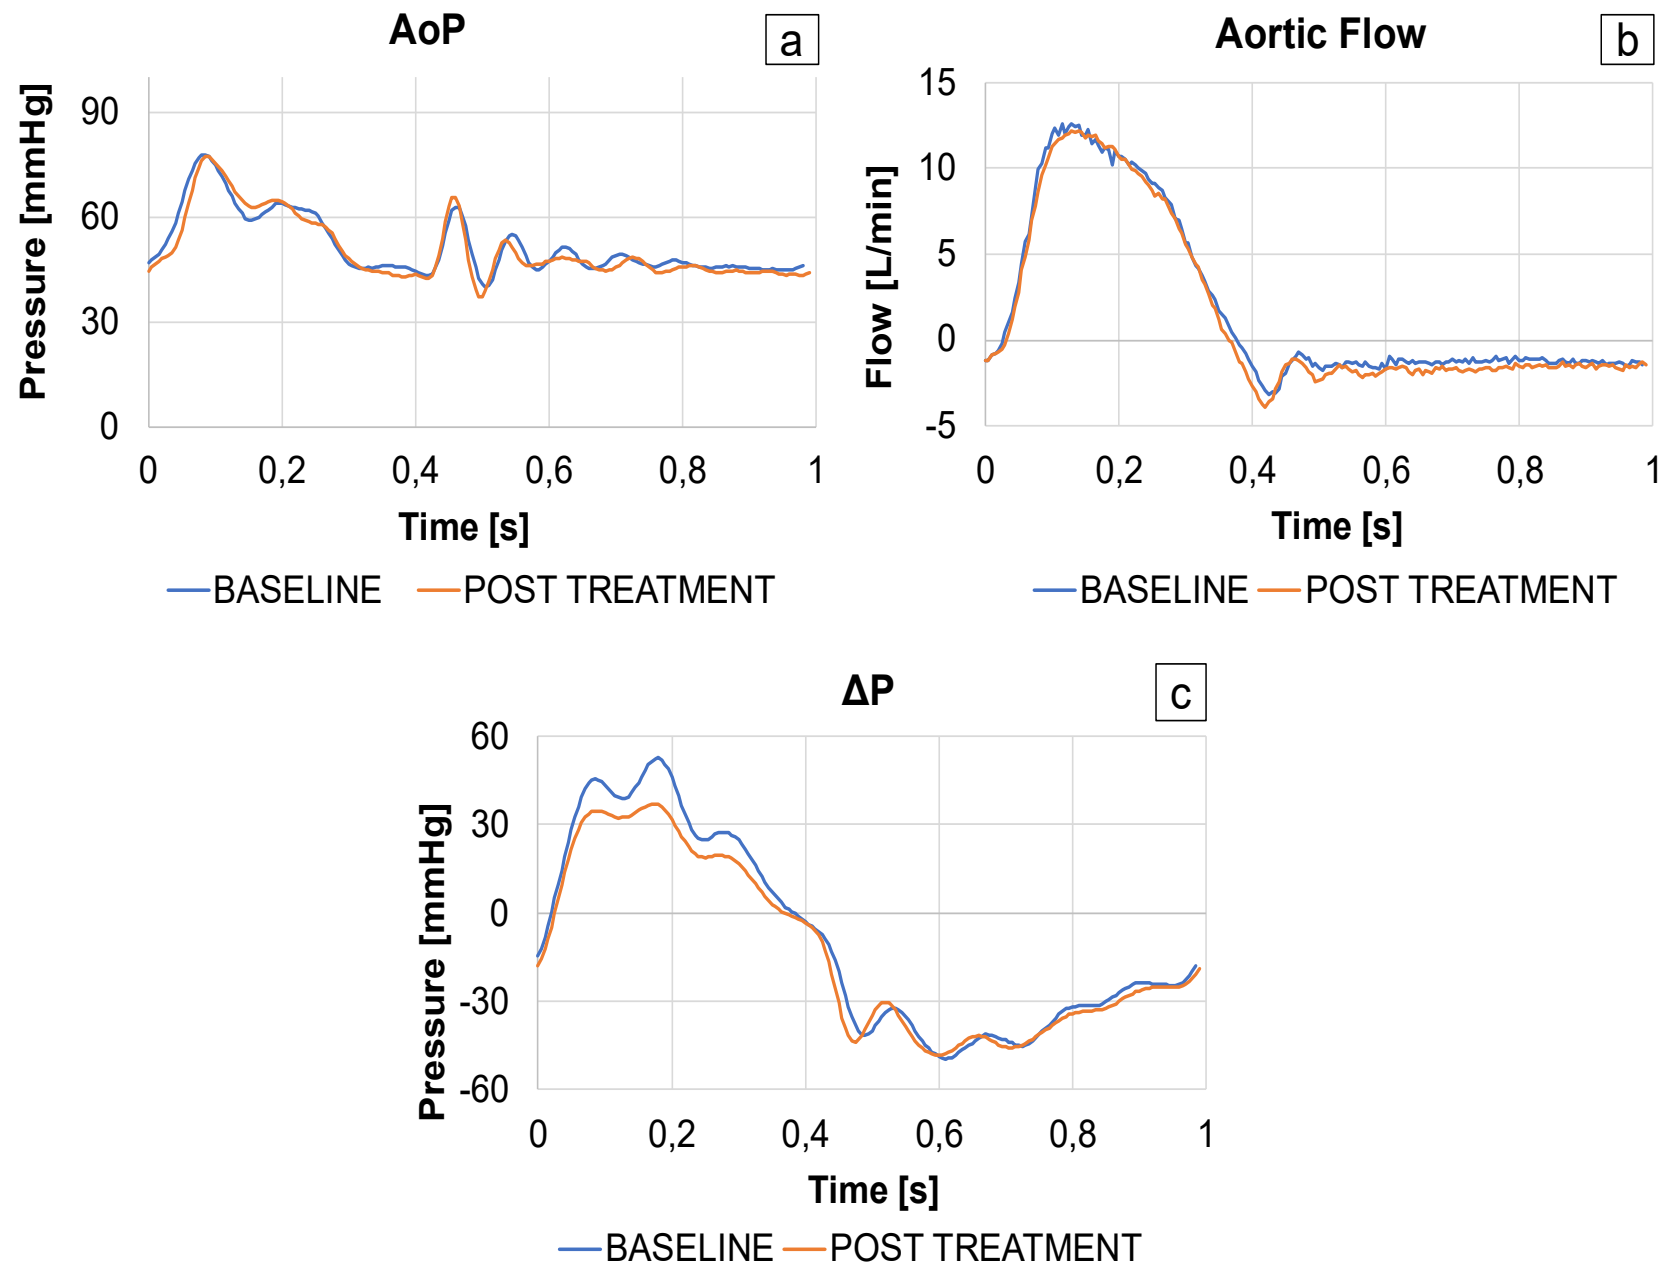 AoP
a
Pressure [mmHg]
90
60
30
0
0 0,2 0,4 0,6 0,8 1
Time [s]
BASELINE POST TREATMENT
Aortic Flow
b
Flow [L/min]
15
10
5
0
-5
0 0,2 0,4 0,6 0,8 1
Time [s]
BASELINE POST TREATMENT
ΔP
c
Pressure [mmHg]
60
30
0
-30
-60
0 0,2 0,4 0,6 0,8 1
Time [s]
BASELINE POST TREATMENT